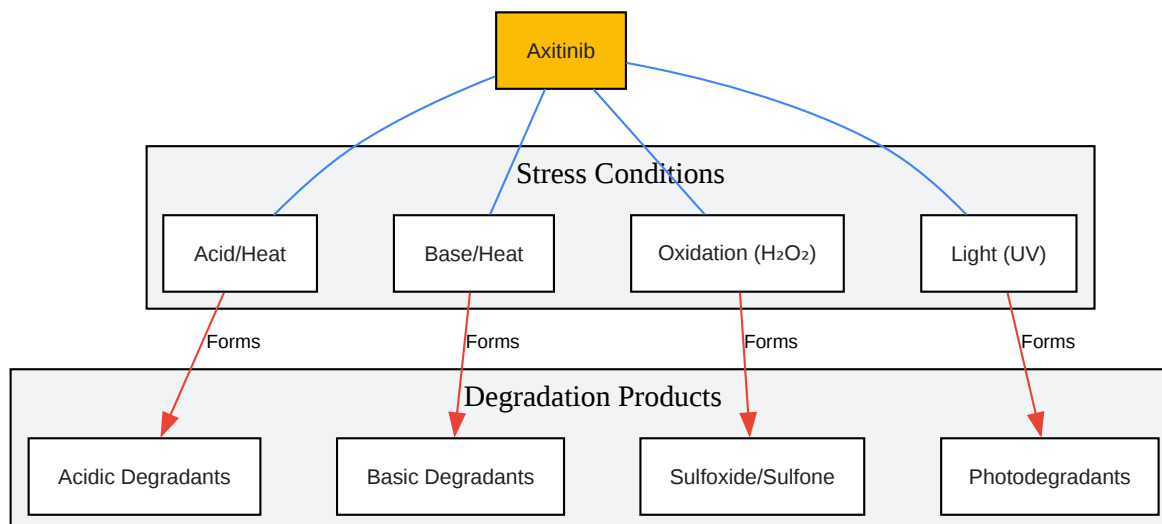 Axitinib
Stress Conditions
Acid/Heat
Base/Heat
Oxidation (H₂O₂)
Light (UV)
Forms
Forms
Forms
Forms
Degradation Products
Acidic Degradants
Basic Degradants
Sulfoxide/Sulfone
Photodegradants